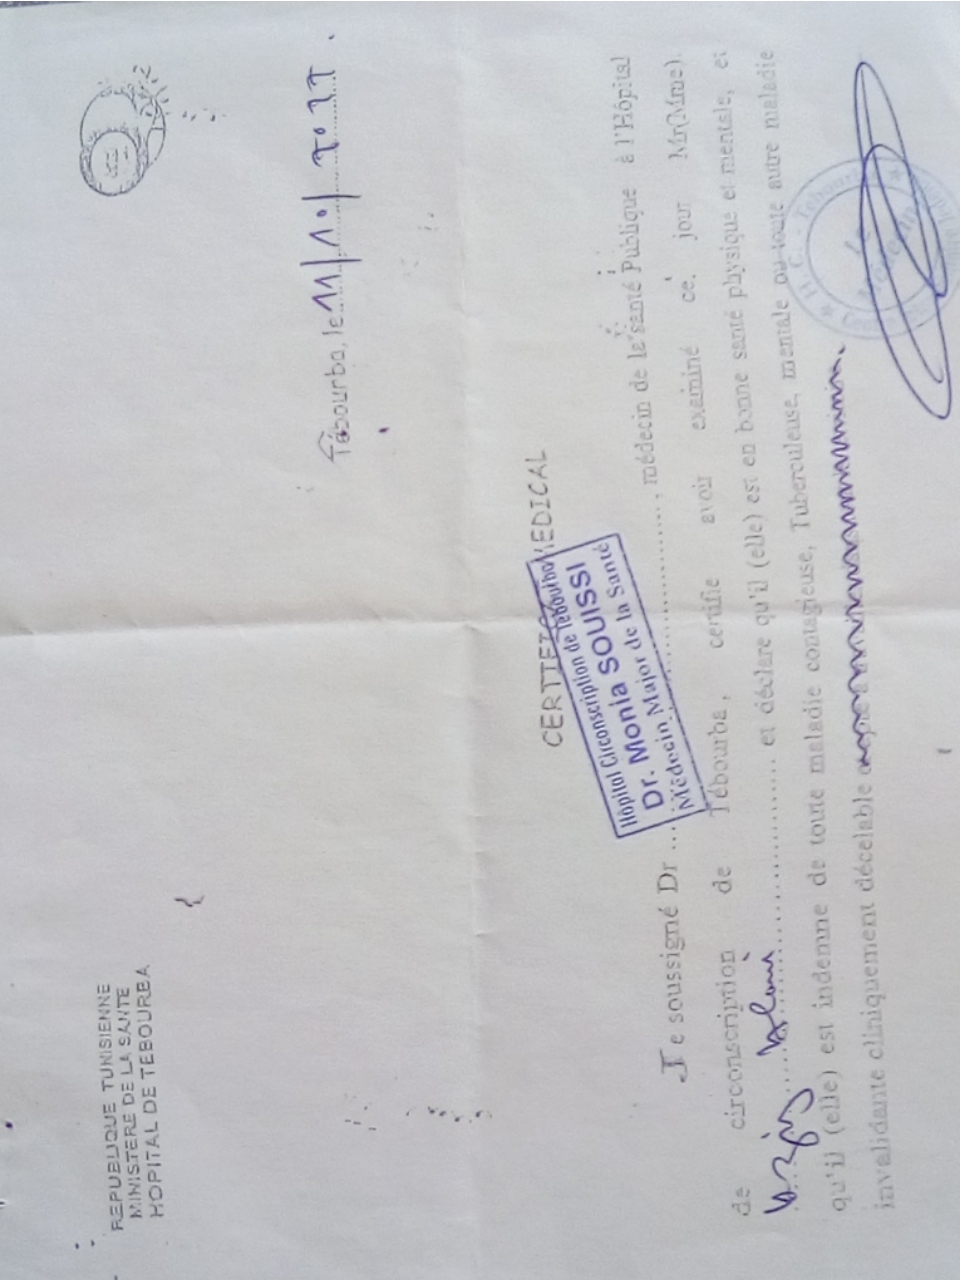 REPUBLIQUE TUNISIENNE
MINISTERE DE LA SANTE
HOPITAL DE TEBOURBA
Tébourba, le 11/10/2022
CERTIFICAT MEDICAL
Hôpital Circonscription de Tebourba
Dr. Monia SOUISSI
Médecin Major de la Santé
Je soussigné Dr ..............................., médecin de la santé Publique à l'Hôpital
de circonscription de Tébourba, certifie avoir examiné ce jour Mr(Mme).
.................... et déclare qu'il (elle) est en bonne santé physique et mentale, et
qu'il (elle) est indemne de toute maladie contagieuse, Tuberculeuse, mentale ou toute autre maladie
invalidante cliniquement décelable
* H.C. - Tebourba *